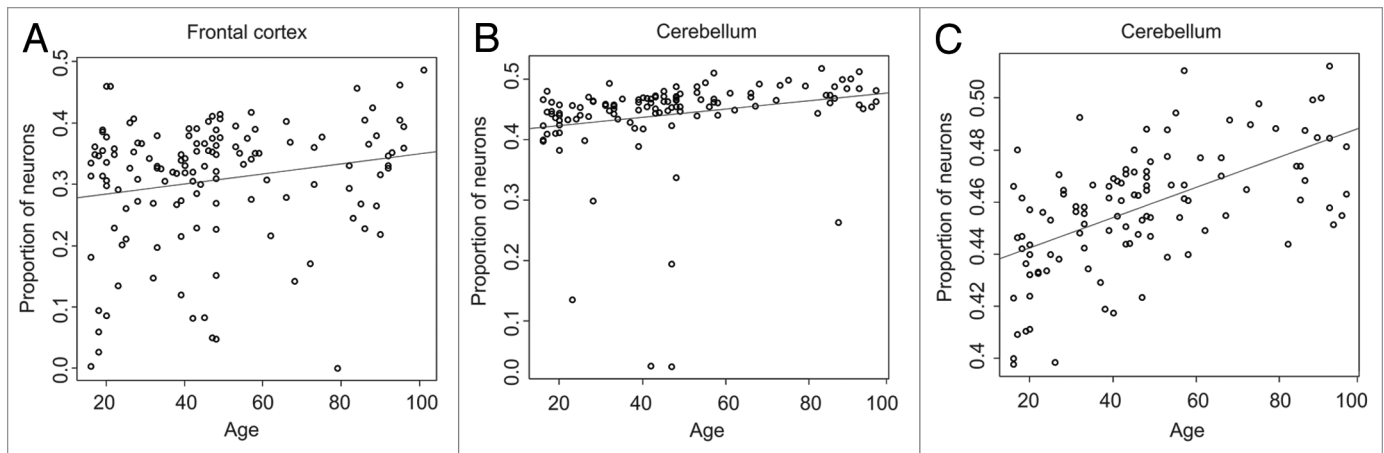 A
Frontal cortex
Proportion of neurons
0.5
0.4
0.3
0.2
0.1
0.0
20 40 60 80 100
Age
B
Cerebellum
Proportion of neurons
0.5
0.4
0.3
0.2
0.1
0.0
20 40 60 80 100
Age
C
Cerebellum
Proportion of neurons
0.50
0.48
0.46
0.44
0.42
0.4
20 40 60 80 100
Age